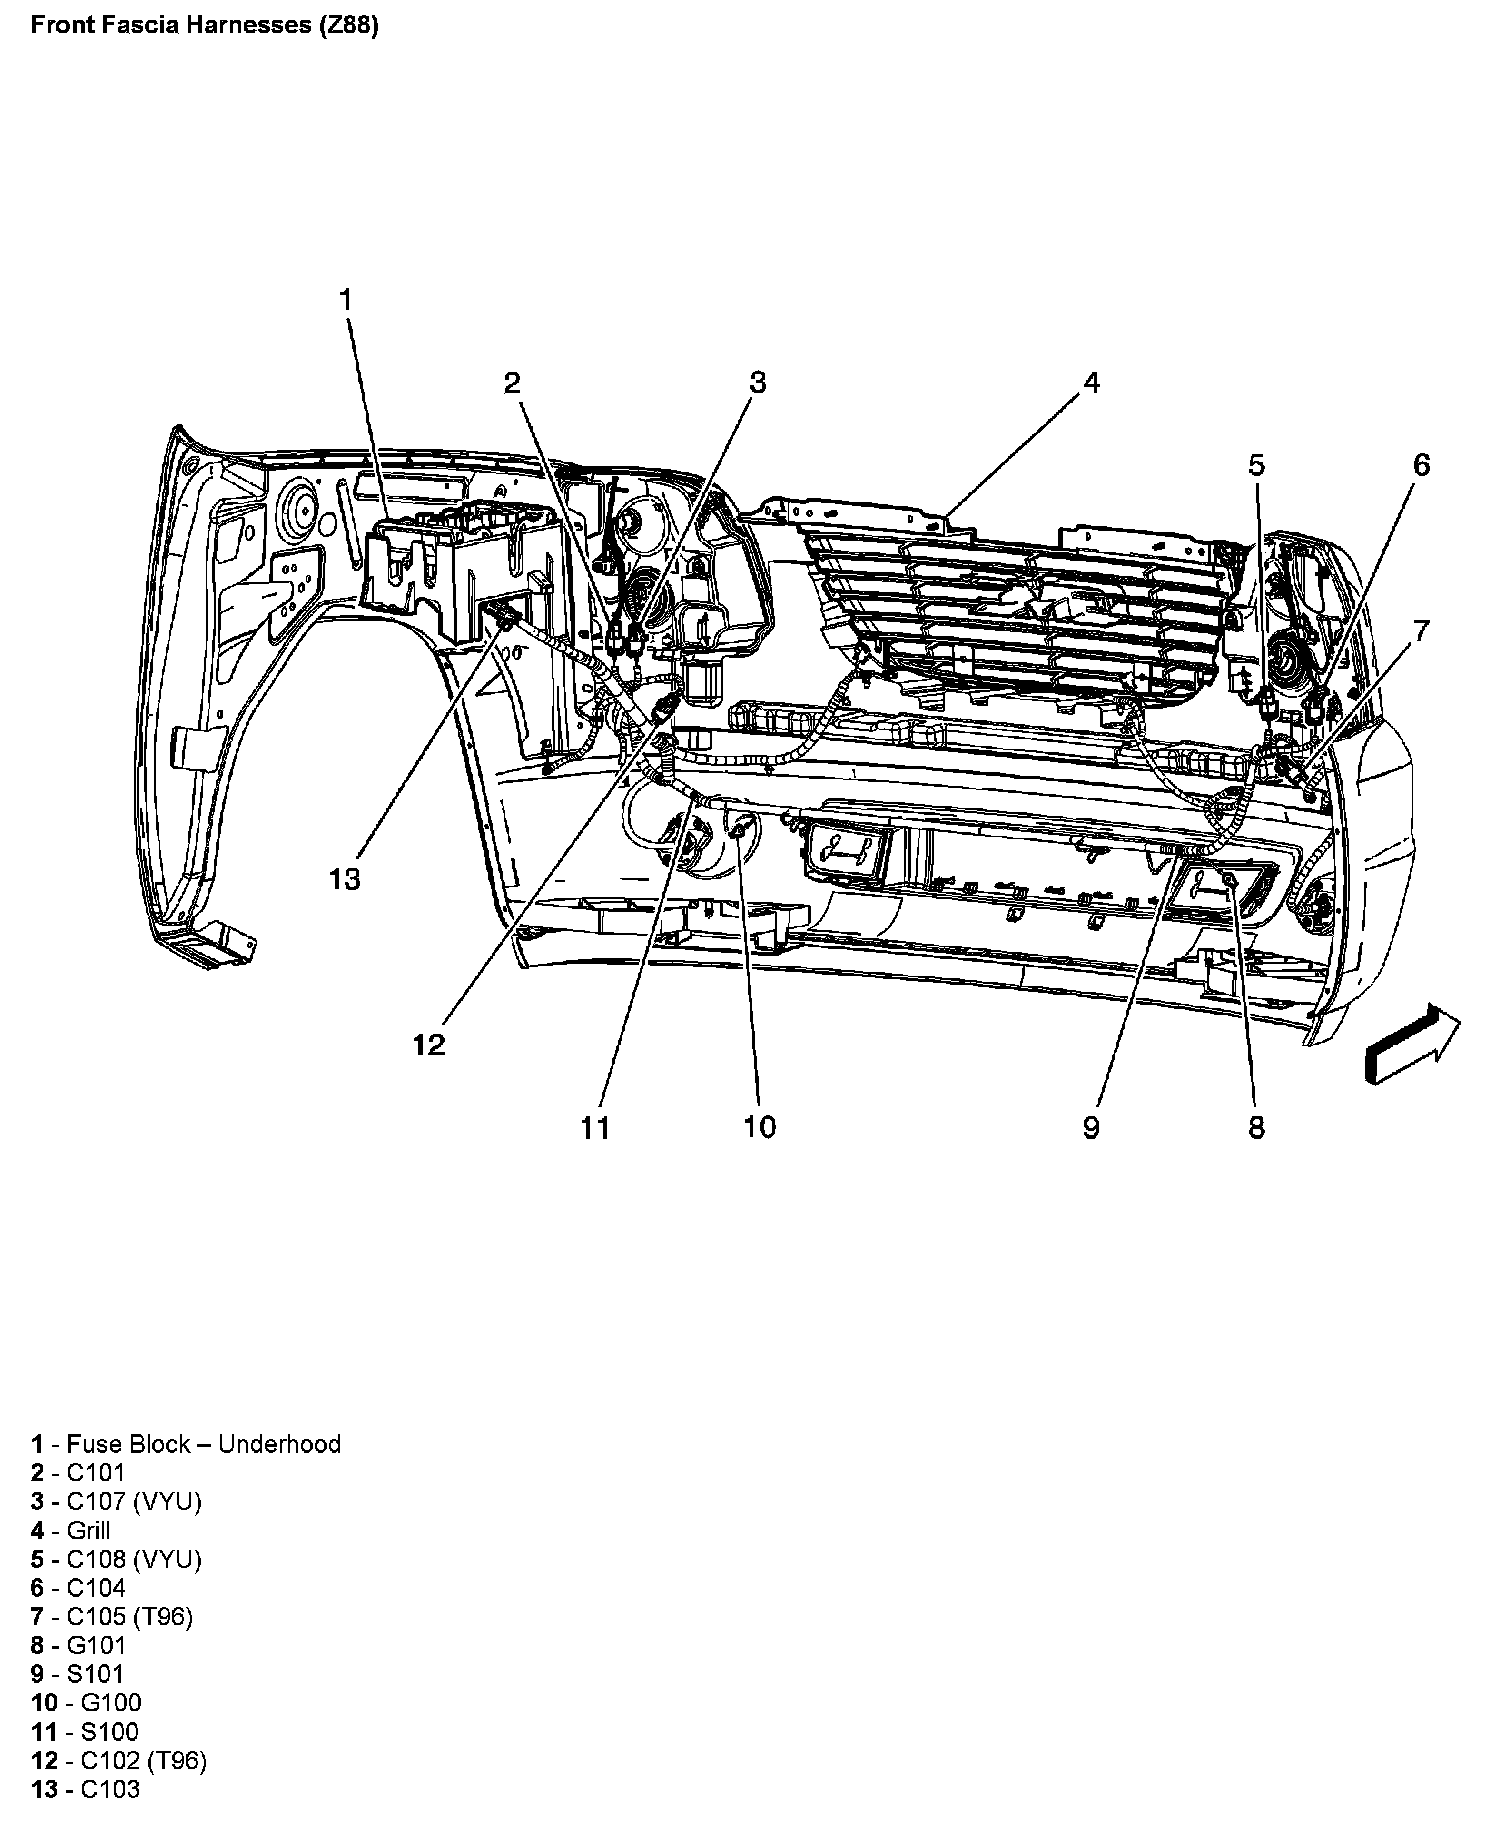 Front Fascia Harnesses (Z88)
1
2
3
4
5
6
7
13
12
11
10
9
8
1 - Fuse Block – Underhood
2 - C101
3 - C107 (VYU)
4 - Grill
5 - C108 (VYU)
6 - C104
7 - C105 (T96)
8 - G101
9 - S101
10 - G100
11 - S100
12 - C102 (T96)
13 - C103